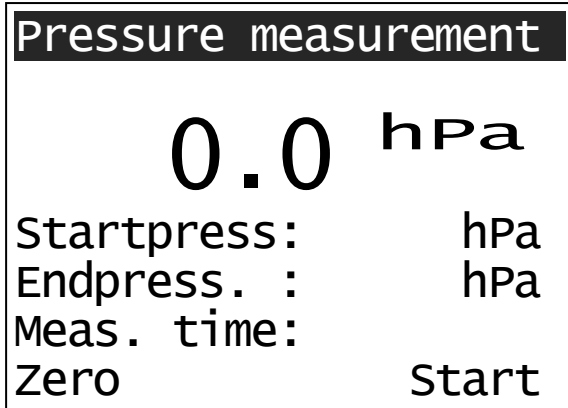 Pressure measurement
0.0 hPa
Startpress: hPa
Endpress. : hPa
Meas. time:
Zero Start